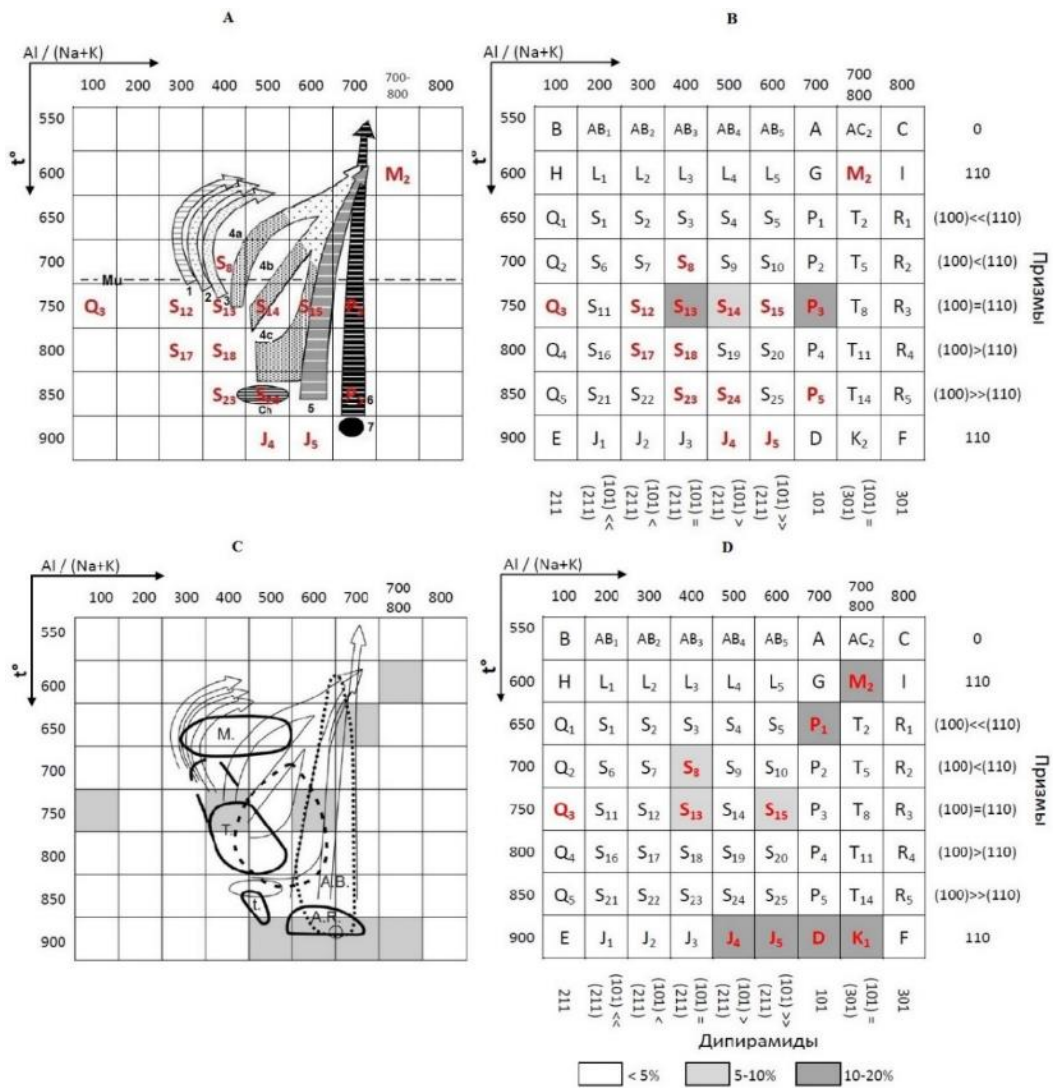 A
Al / (Na+K)
100 200 300 400 500 600 700 700-800
t°
550
600 M₂
650
4a
700 S₈ 4b
Mu
1 2 3
750 Q₃ S₁₂ S₁₃ S₁₄ S₁₅
4c
800 S₁₇ S₁₈
850 S₂₃
Ch 5 6
7
900 J₄ J₅
B
Al / (Na+K)
100 200 300 400 500 600 700 700 800 800
t°
550 B AB₁ AB₂ AB₃ AB₄ AB₅ A AC₂ C 0
600 H L₁ L₂ L₃ L₄ L₅ G M₂ I 110
650 Q₁ S₁ S₂ S₃ S₄ S₅ P₁ T₂ R₁ (100)<<(110)
700 Q₂ S₆ S₇ S₈ S₉ S₁₀ P₂ T₅ R₂ (100)<(110)
750 Q₃ S₁₁ S₁₂ S₁₃ S₁₄ S₁₅ P₃ T₈ R₃ (100)=(110)
800 Q₄ S₁₆ S₁₇ S₁₈ S₁₉ S₂₀ P₄ T₁₁ R₄ (100)>(110)
850 Q₅ S₂₁ S₂₂ S₂₃ S₂₄ S₂₅ P₅ T₁₄ R₅ (100)>>(110)
900 E J₁ J₂ J₃ J₄ J₅ D K₂ F 110
Призмы
211 (211) (101) << (211) (101) < (211) (101) = (211) (101) > (211) (101) >> 101 (301) (101) = 301
C
Al / (Na+K)
100 200 300 400 500 600 700 700 800 800
t°
550
600
650 M.
700
750 T.
800
850 t. A.B.
A.R.
900
D
Al / (Na+K)
100 200 300 400 500 600 700 700 800 800
t°
550 B AB₁ AB₂ AB₃ AB₄ AB₅ A AC₂ C 0
600 H L₁ L₂ L₃ L₄ L₅ G M₂ I 110
650 Q₁ S₁ S₂ S₃ S₄ S₅ P₁ T₂ R₁ (100)<<(110)
700 Q₂ S₆ S₇ S₈ S₉ S₁₀ P₂ T₅ R₂ (100)<(110)
750 Q₃ S₁₁ S₁₂ S₁₃ S₁₄ S₁₅ P₃ T₈ R₃ (100)=(110)
800 Q₄ S₁₆ S₁₇ S₁₈ S₁₉ S₂₀ P₄ T₁₁ R₄ (100)>(110)
850 Q₅ S₂₁ S₂₂ S₂₃ S₂₄ S₂₅ P₅ T₁₄ R₅ (100)>>(110)
900 E J₁ J₂ J₃ J₄ J₅ D K₁ F 110
Призмы
211 (211) (101) << (211) (101) < (211) (101) = (211) (101) > (211) (101) >> 101 (301) (101) = 301
Дипирамиды
< 5% 5-10% 10-20%